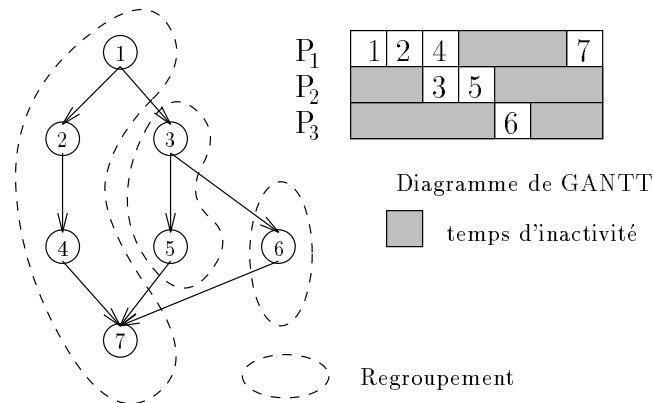 1
2
3
4
5
6
7
P1 1 2 4 7
P2 3 5
P3 6
Diagramme de GANTT
temps d'inactivité
Regroupement